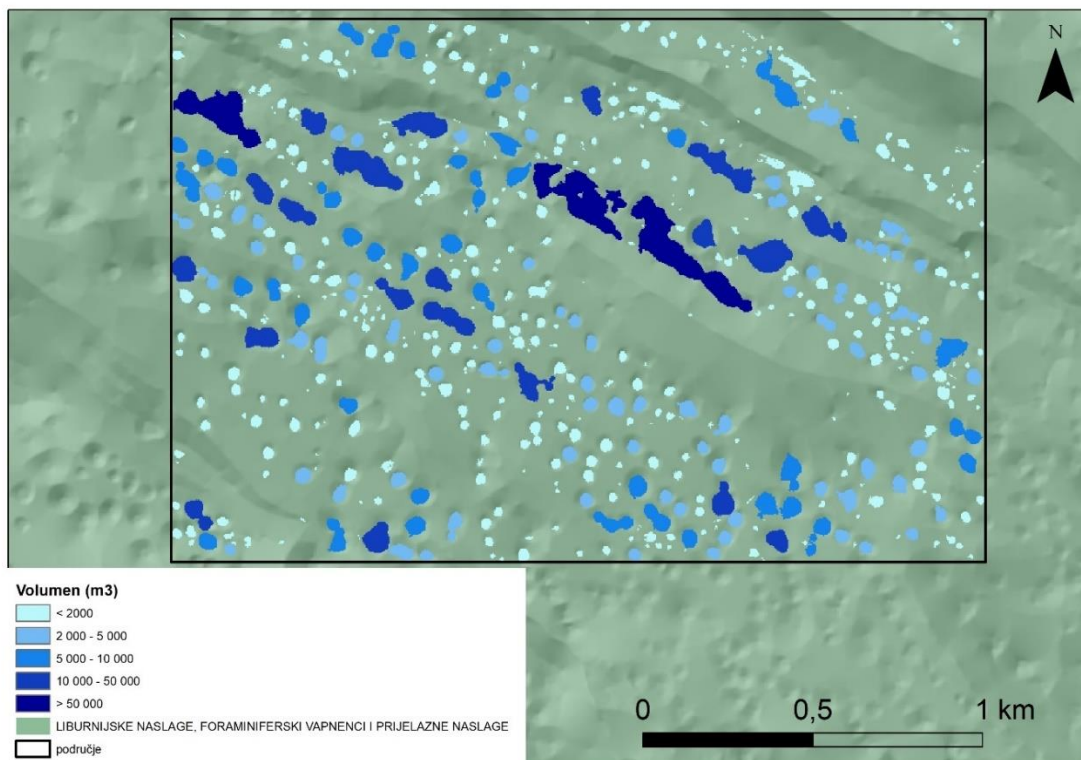 N
Volumen (m3)
< 2000
2 000 - 5 000
5 000 - 10 000
10 000 - 50 000
> 50 000
LIBURNIJSKE NASLAGE, FORAMINIFERSKI VAPNENCI I PRIJELAZNE NASLAGE
područje
0 0,5 1 km